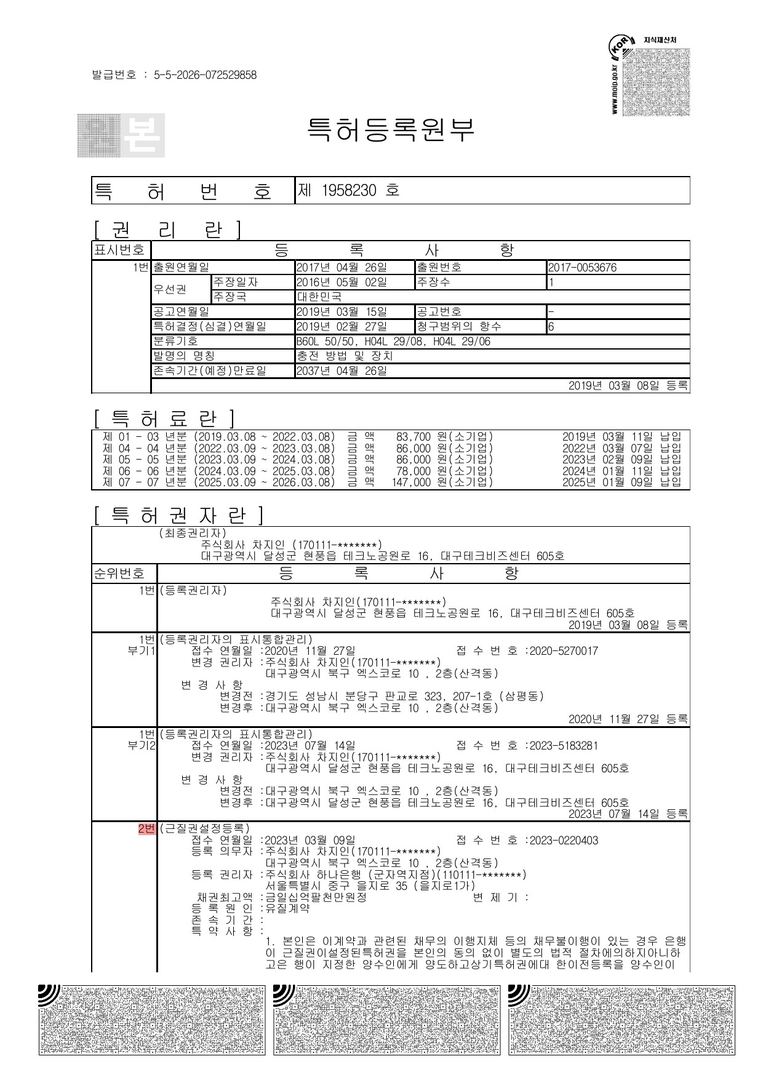 지식재산처
KOR
www.moip.go.kr
발급번호 : 5-5-2026-072529858
원본
특허등록원부
특 허 번 호 제 1958230 호
[ 권 리 란 ]
표시번호 등 록 사 항
1번 출원연월일 2017년 04월 26일 출원번호 2017-0053676
우선권 주장일자 2016년 05월 02일 주장수 1
주장국 대한민국
공고연월일 2019년 03월 15일 공고번호 -
특허결정(심결)연월일 2019년 02월 27일 청구범위의 항수 6
분류기호 B60L 50/50, H04L 29/08, H04L 29/06
발명의 명칭 충전 방법 및 장치
존속기간(예정)만료일 2037년 04월 26일
2019년 03월 08일 등록
[ 특 허 료 란 ]
제 01 - 03 년분 (2019.03.08 ~ 2022.03.08) 금 액 83,700 원(소기업) 2019년 03월 11일 납입
제 04 - 04 년분 (2022.03.09 ~ 2023.03.08) 금 액 86,000 원(소기업) 2022년 03월 07일 납입
제 05 - 05 년분 (2023.03.09 ~ 2024.03.08) 금 액 86,000 원(소기업) 2023년 02월 09일 납입
제 06 - 06 년분 (2024.03.09 ~ 2025.03.08) 금 액 78,000 원(소기업) 2024년 01월 11일 납입
제 07 - 07 년분 (2025.03.09 ~ 2026.03.08) 금 액 147,000 원(소기업) 2025년 01월 09일 납입
[ 특 허 권 자 란 ]
(최종권리자)
주식회사 차지인(170111-*******)
대구광역시 달성군 현풍읍 테크노공원로 16, 대구테크비즈센터 605호
순위번호 등 록 사 항
1번 (등록권리자)
주식회사 차지인(170111-*******)
대구광역시 달성군 현풍읍 테크노공원로 16, 대구테크비즈센터 605호
2019년 03월 08일 등록
1번 (등록권리자의 표시통합관리)
부기1 접수 연월일 :2020년 11월 27일 접 수 번 호 :2020-5270017
변경 권리자 :주식회사 차지인(170111-*******)
대구광역시 북구 엑스코로 10 , 2층(산격동)
변 경 사 항
변경전 :경기도 성남시 분당구 판교로 323, 207-1호 (삼평동)
변경후 :대구광역시 북구 엑스코로 10 , 2층(산격동)
2020년 11월 27일 등록
1번 (등록권리자의 표시통합관리)
부기2 접수 연월일 :2023년 07월 14일 접 수 번 호 :2023-5183281
변경 권리자 :주식회사 차지인(170111-*******)
대구광역시 달성군 현풍읍 테크노공원로 16, 대구테크비즈센터 605호
변 경 사 항
변경전 :대구광역시 북구 엑스코로 10 , 2층(산격동)
변경후 :대구광역시 달성군 현풍읍 테크노공원로 16, 대구테크비즈센터 605호
2023년 07월 14일 등록
2번 (근질권설정등록)
접수 연월일 :2023년 03월 09일 접 수 번 호 :2023-0220403
등록 의무자 :주식회사 차지인(170111-*******)
대구광역시 북구 엑스코로 10 , 2층(산격동)
등록 권리자 :주식회사 하나은행 (군자역지점)(110111-*******)
서울특별시 중구 을지로 35 (을지로1가)
채권최고액 :금일십억팔천만원정 변 제 기 :
등 록 원 인 :유질계약
존 속 기 간 :
특 약 사 항 :
1. 본인은 이계약과 관련된 채무의 이행지체 등의 채무불이행이 있는 경우 은행
이 근질권이설정된특허권을 본인의 동의 없이 별도의 법적 절차에의하지아니하
고은 행이 지정한 양수인에게 양도하고상기특허권에대 한이전등록을 양수인이